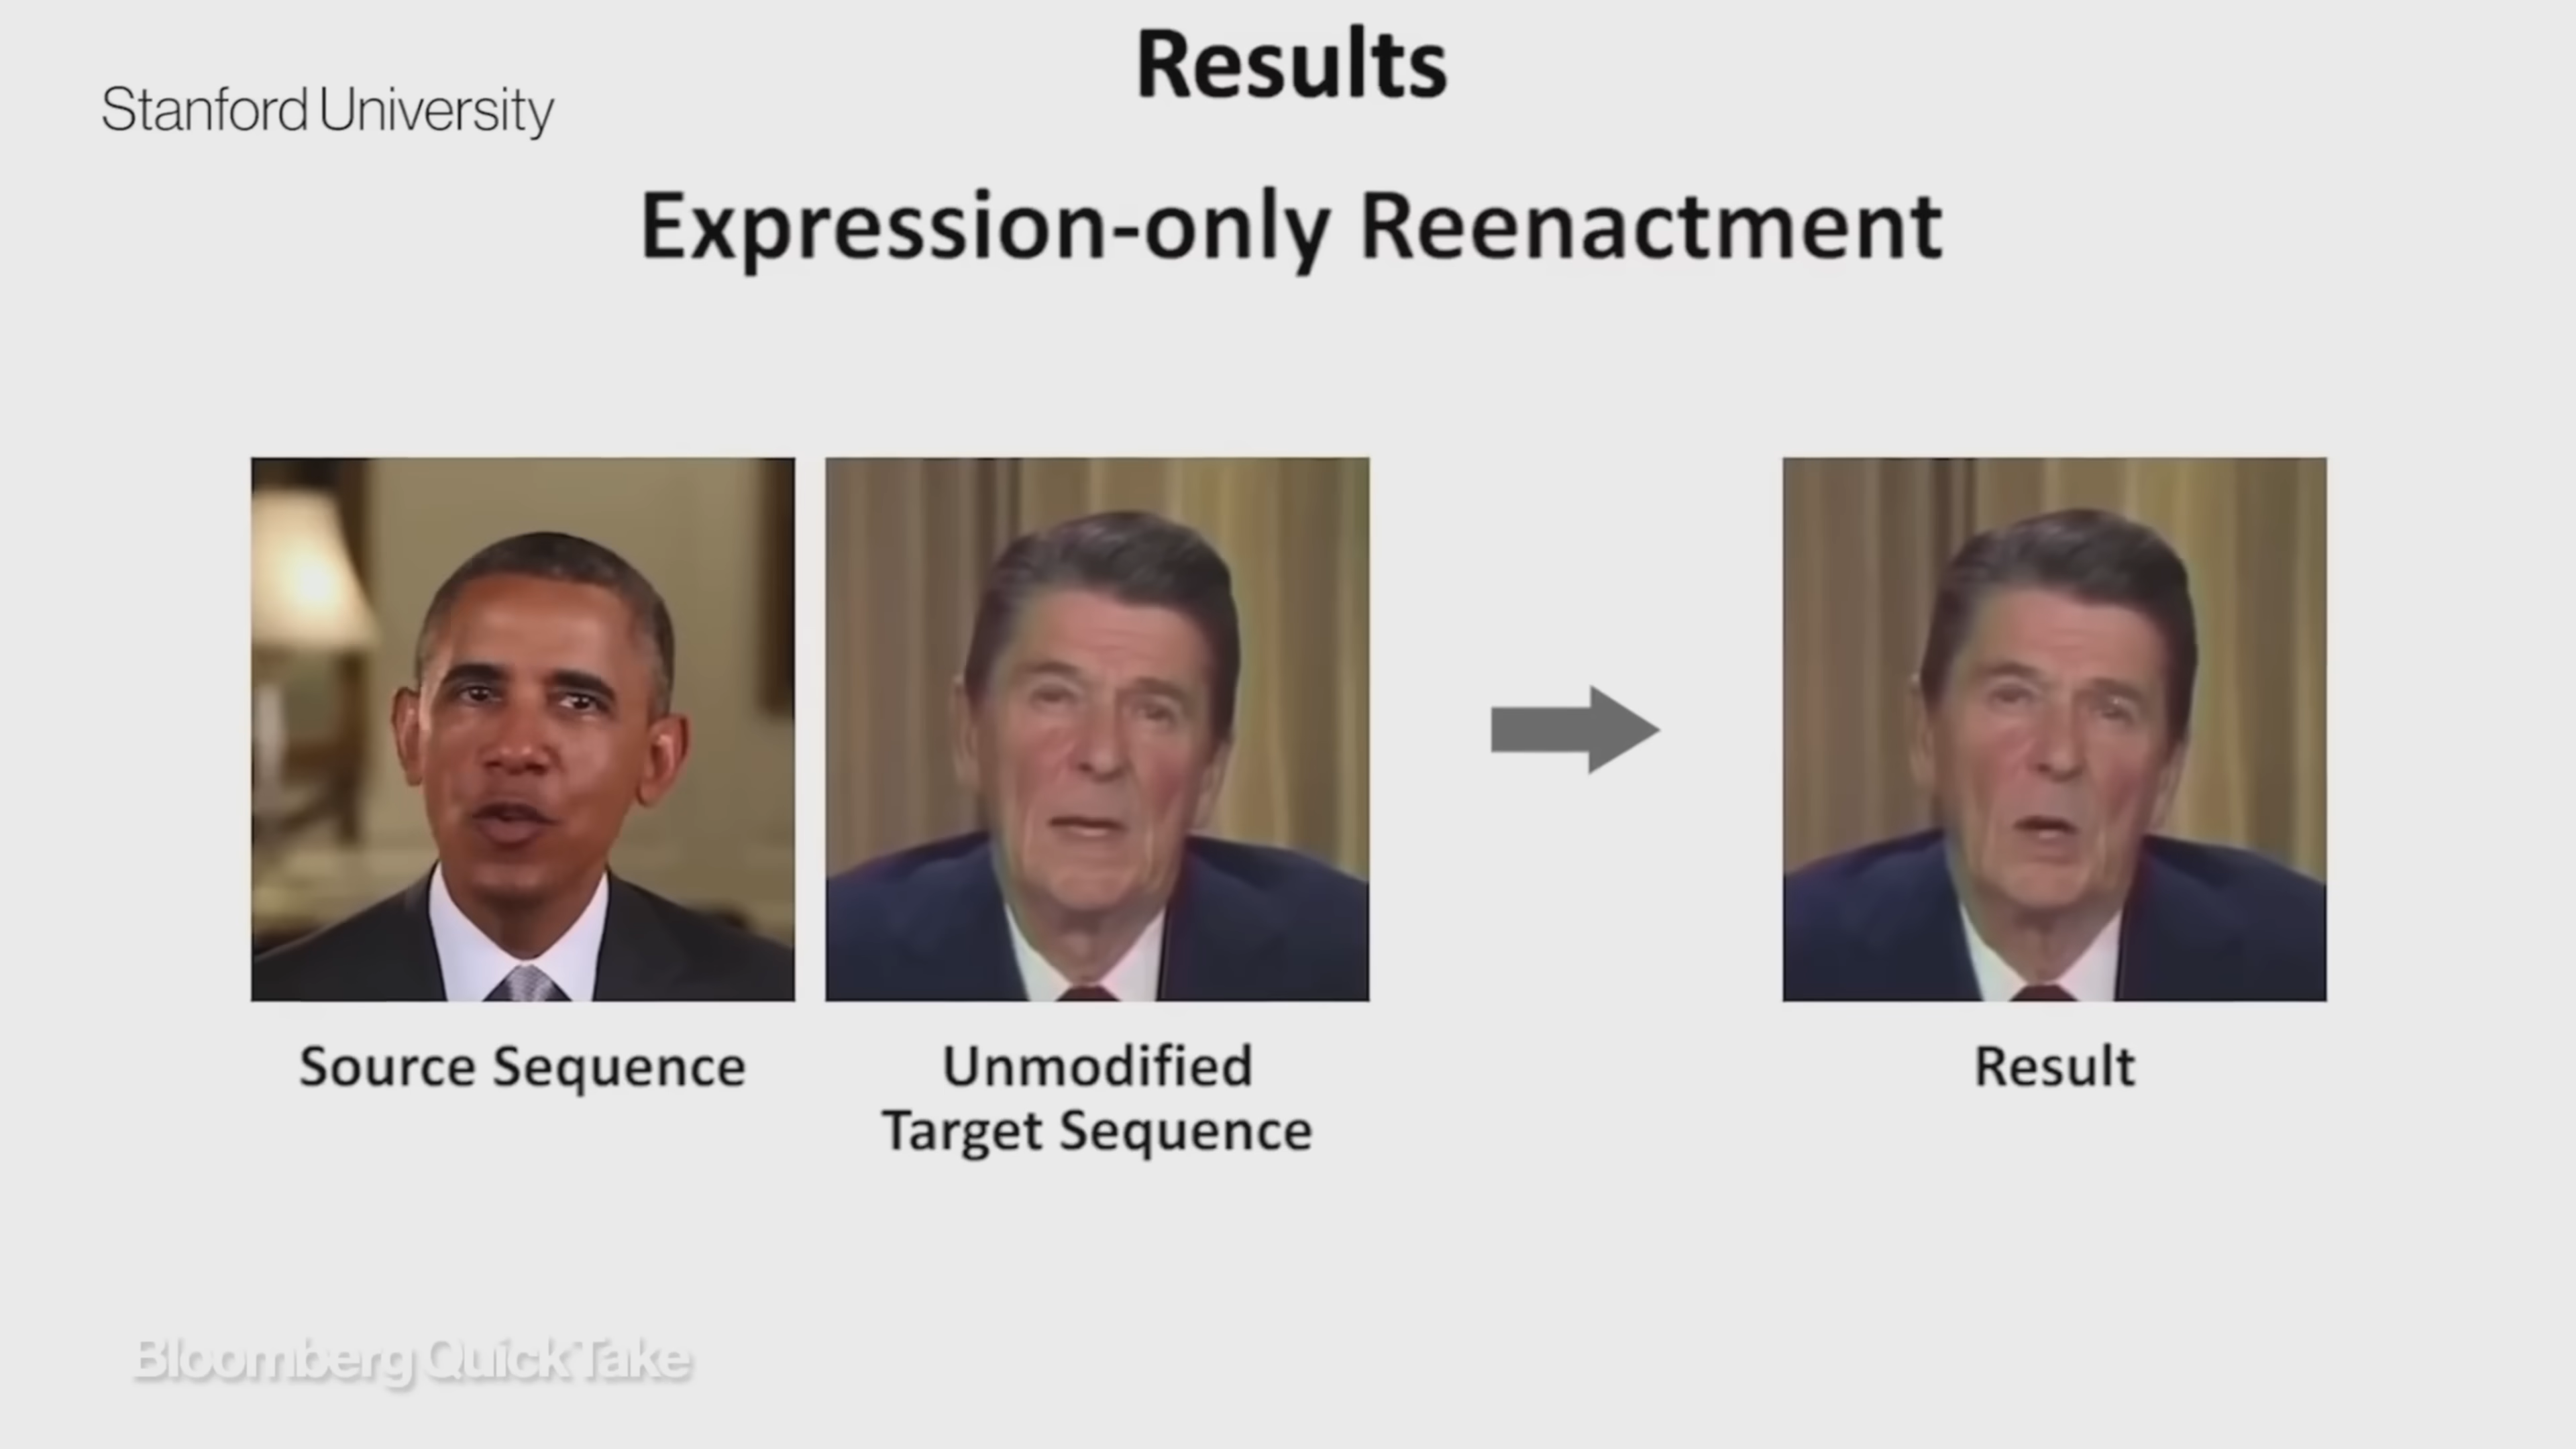 Results
Stanford University
Expression-only Reenactment
Source Sequence
Unmodified
Target Sequence
Result
Bloomberg QuickTake